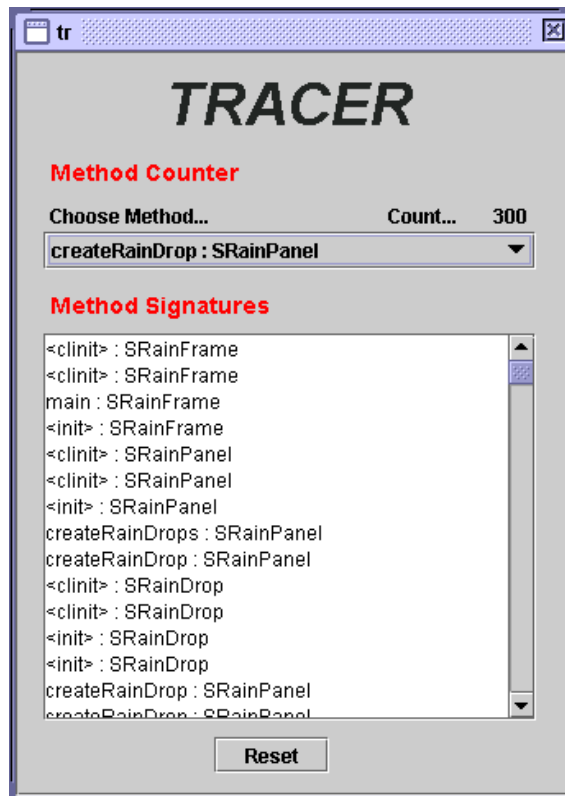 tr
TRACER
Method Counter
Choose Method... Count... 300
createRainDrop : SRainPanel
Method Signatures
<clinit> : SRainFrame
<clinit> : SRainFrame
main : SRainFrame
<init> : SRainFrame
<clinit> : SRainPanel
<clinit> : SRainPanel
<init> : SRainPanel
createRainDrops : SRainPanel
createRainDrop : SRainPanel
<clinit> : SRainDrop
<clinit> : SRainDrop
<init> : SRainDrop
<init> : SRainDrop
createRainDrop : SRainPanel
createRainDrop : SRainPanel
Reset